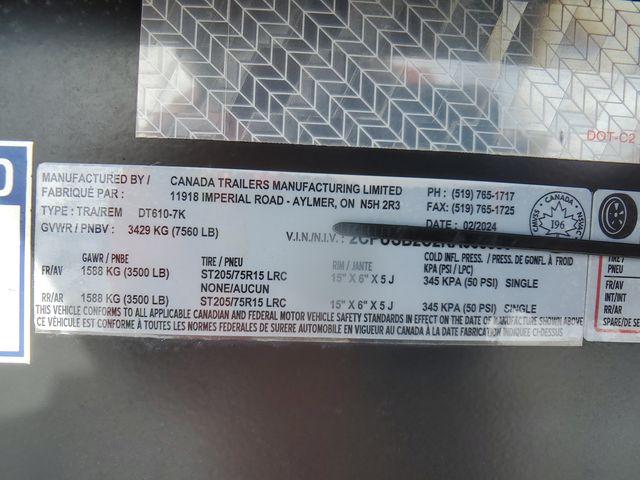 DOT-C2
MANUFACTURED BY / CANADA TRAILERS MANUFACTURING LIMITED
FABRIQUÉ PAR : 11918 IMPERIAL ROAD - AYLMER, ON N5H 2R3
PH : (519) 765-1717
FAX: (519) 765-1725
TYPE : TRA/REM DT610-7K DATE : 02/2024
GVWR / PNBV : 3429 KG (7560 LB) V.I.N./N.I.V. :
CANADA
CMVSS 196 NSVAC
GAWR / PNBE TIRE / PNEU RIM / JANTE COLD INFL. PRESS. / PRESS. DE GONFL. À FROID
KPA (PSI / LPC)
FR/AV 1588 KG (3500 LB) ST205/75R15 LRC 15" X 6" X 5 J 345 KPA (50 PSI) SINGLE
NONE/AUCUN
RR/AR 1588 KG (3500 LB) ST205/75R15 LRC 15" X 6" X 5 J 345 KPA (50 PSI) SINGLE
THIS VEHICLE CONFORMS TO ALL APPLICABLE CANADIAN AND FEDERAL MOTOR VEHICLE SAFETY STANDARDS IN EFFECT ON THE DATE OF MANUFACTURE SHOWN ABOVE
CE VÉHICULE EST CONFORME À TOUTES LES NORMES FEDERALE DE SURERE AUTOMOBILE EN VIGUEUR AU CANADA À LA DATE FABRICATION INDIQUÉE CI-DESSUS
TIRE
FR/AV
INT/INT
RR/AR
SPARE/DE SE